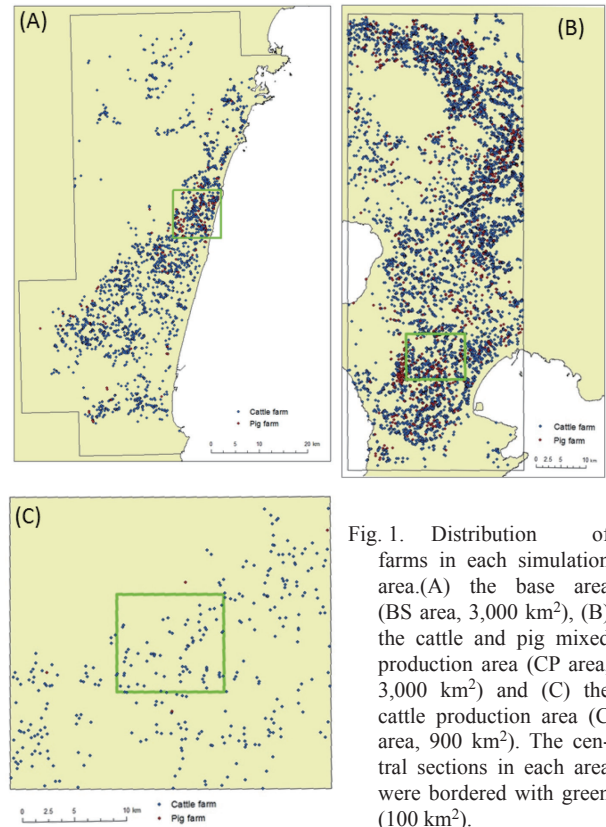 (A)
Cattle farm
Pig farm
0 10 20 km
(B)
Cattle farm
Pig farm
0 2.5 5 10 km
(C)
Cattle farm
Pig farm
0 2.5 5 10 km
Fig. 1. Distribution of
farms in each simulation
area.(A) the base area
(BS area, 3,000 km²), (B)
the cattle and pig mixed
production area (CP area,
3,000 km²) and (C) the
cattle production area (C
area, 900 km²). The cen-
tral sections in each area
were bordered with green
(100 km²).